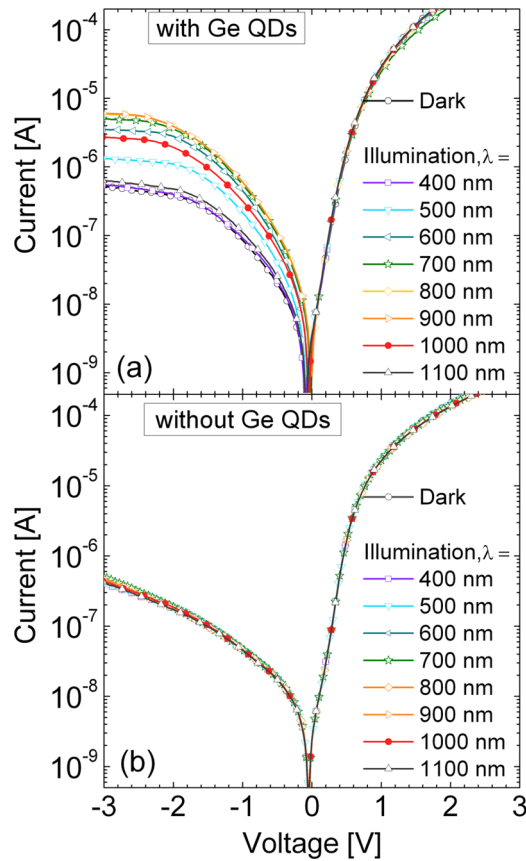 10⁻⁴
with Ge QDs
10⁻⁵
Dark
10⁻⁶
Illumination,λ =
400 nm
10⁻⁷
500 nm
600 nm
700 nm
10⁻⁸
800 nm
900 nm
1000 nm
10⁻⁹
1100 nm
Current [A]
(a)
10⁻⁴
without Ge QDs
10⁻⁵
Dark
10⁻⁶
Illumination,λ =
400 nm
10⁻⁷
500 nm
600 nm
700 nm
10⁻⁸
800 nm
900 nm
1000 nm
10⁻⁹
1100 nm
Current [A]
(b)
-3 -2 -1 0 1 2 3
Voltage [V]